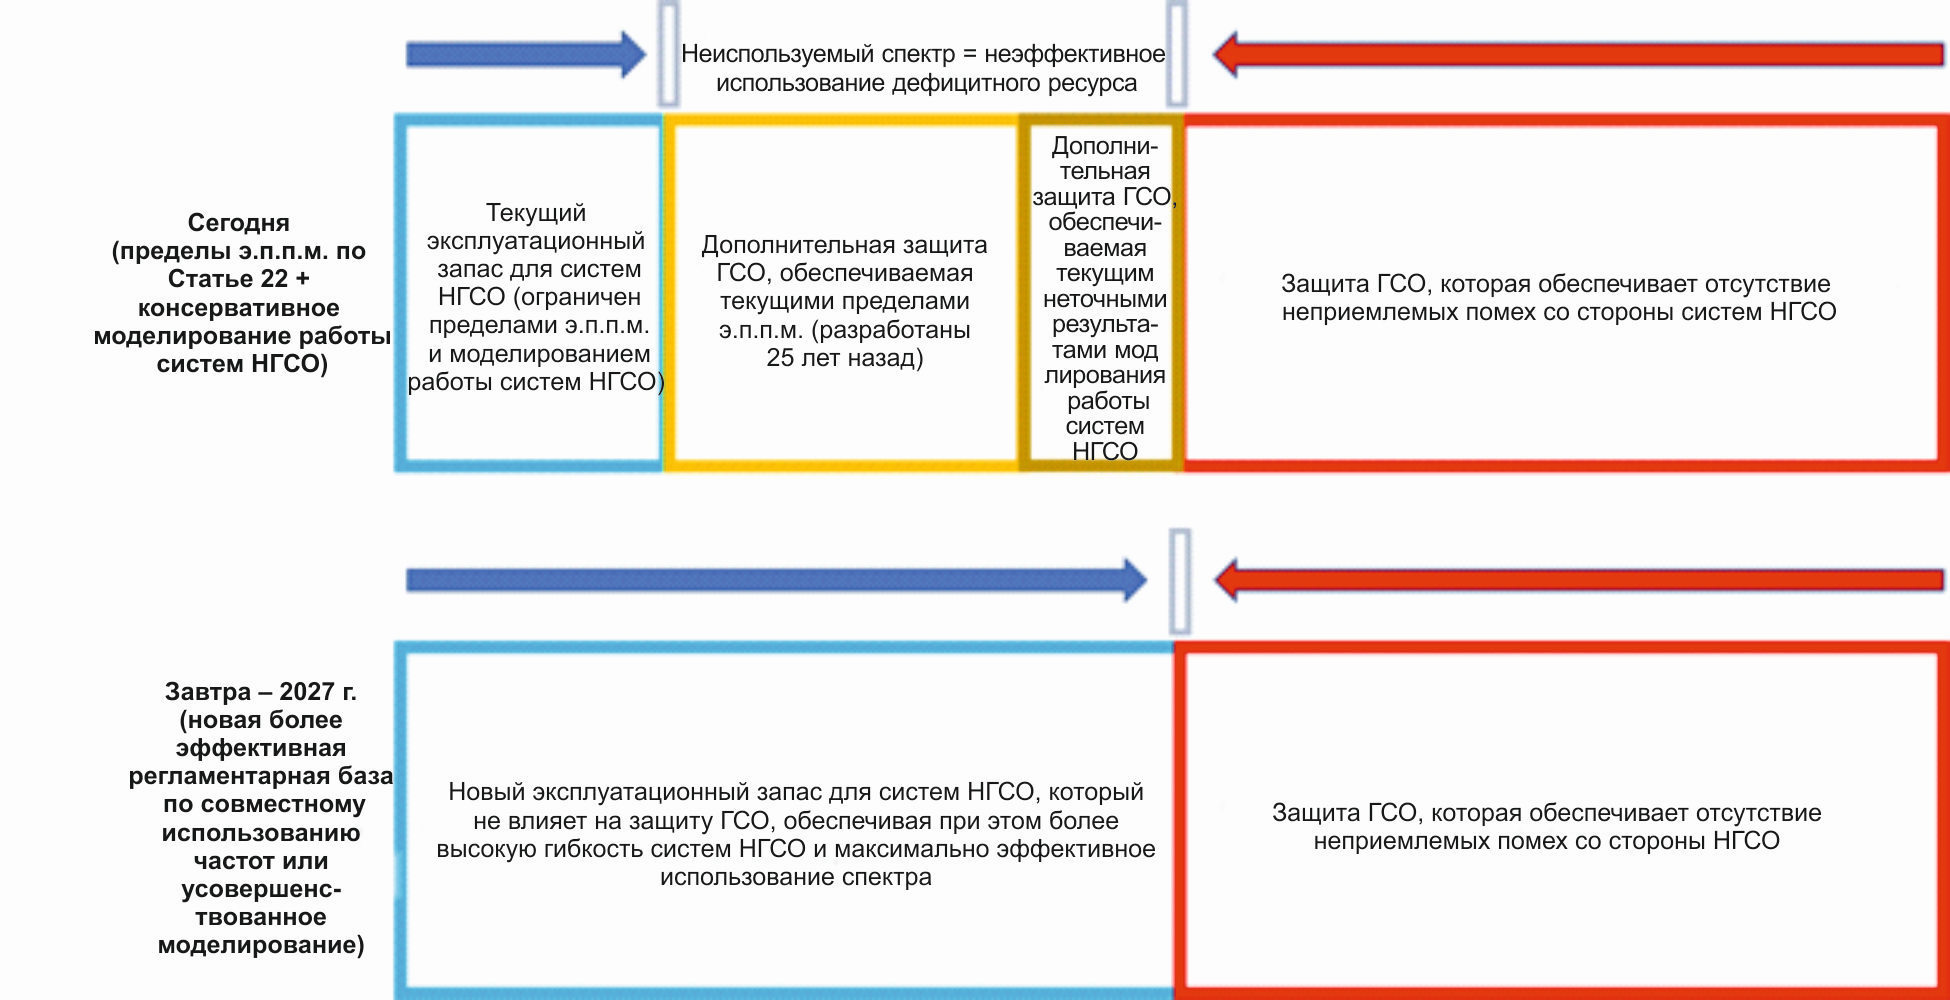 Неиспользуемый спектр = неэффективное
использование дефицитного ресурса
Сегодня
(пределы э.п.п.м. по
Статье 22 +
консервативное
моделирование работы
систем НГСО)
Текущий
эксплуатационный
запас для систем
НГСО (ограничен
пределами э.п.п.м.
и моделированием
работы систем НГСО)
Дополнительная защита
ГСО, обеспечиваемая
текущими пределами
э.п.п.м. (разработаны
25 лет назад)
Дополни-
тельная
защита ГСО,
обеспечи-
ваемая
текущим
неточными
результа-
тами мод
лирования
работы
систем
НГСО
Защита ГСО, которая обеспечивает отсутствие
неприемлемых помех со стороны систем НГСО
Завтра – 2027 г.
(новая более
эффективная
регламентарная база
по совместному
использованию
частот или
усовершенс-
твованное
моделирование)
Новый эксплуатационный запас для систем НГСО, который
не влияет на защиту ГСО, обеспечивая при этом более
высокую гибкость систем НГСО и максимально эффективное
использование спектра
Защита ГСО, которая обеспечивает отсутствие
неприемлемых помех со стороны НГСО